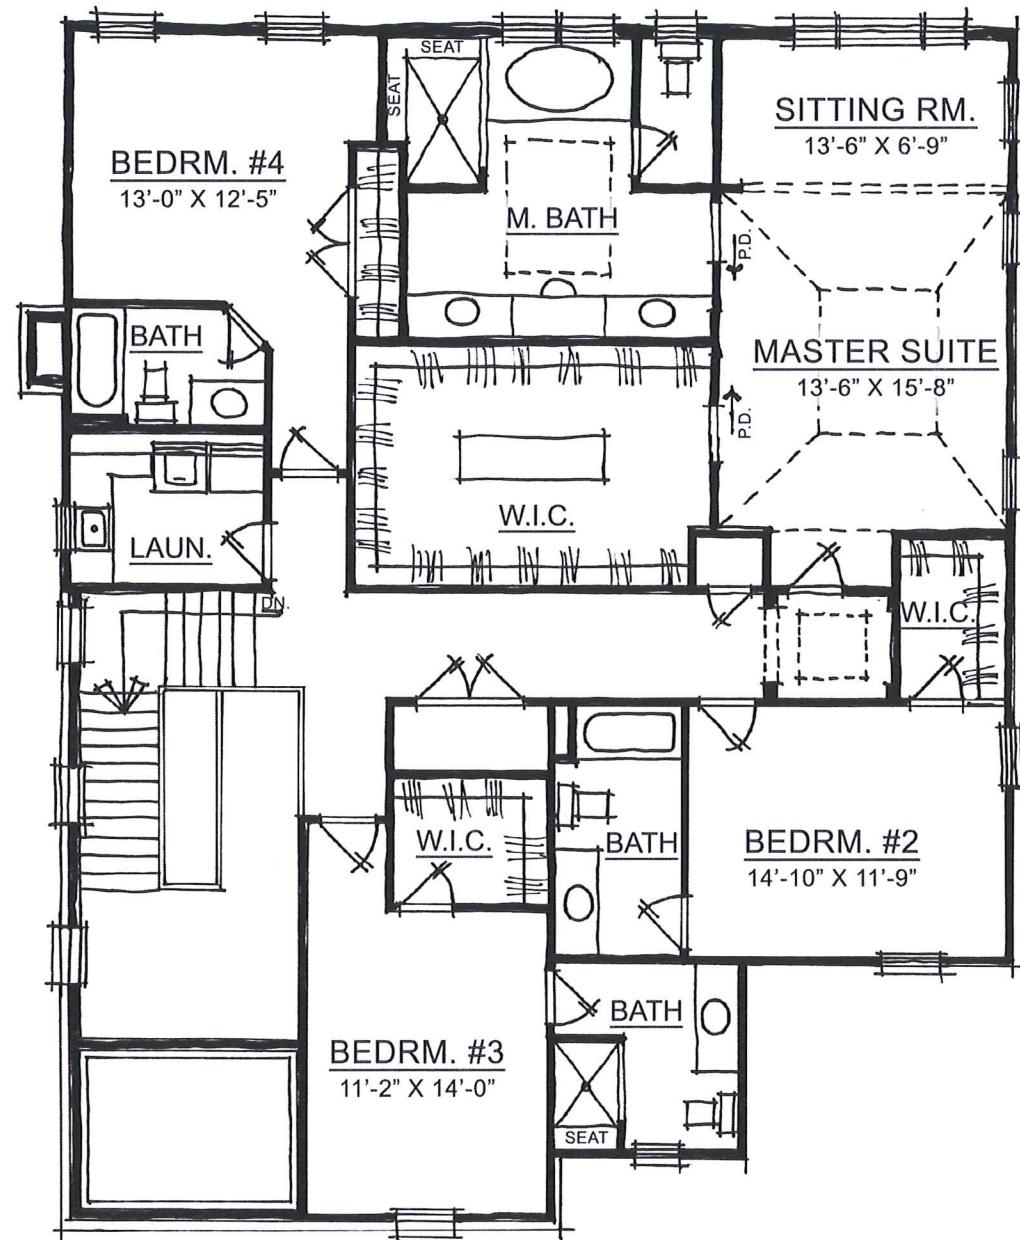 SEAT
SEAT
BEDRM. #4
13'-0" X 12'-5"
SITTING RM.
13'-6" X 6'-9"
M. BATH
P.D.
BATH
MASTER SUITE
13'-6" X 15'-8"
P.D.
W.I.C.
LAUN.
DN.
W.I.C.
W.I.C.
BATH
BEDRM. #2
14'-10" X 11'-9"
BATH
BEDRM. #3
11'-2" X 14'-0"
SEAT